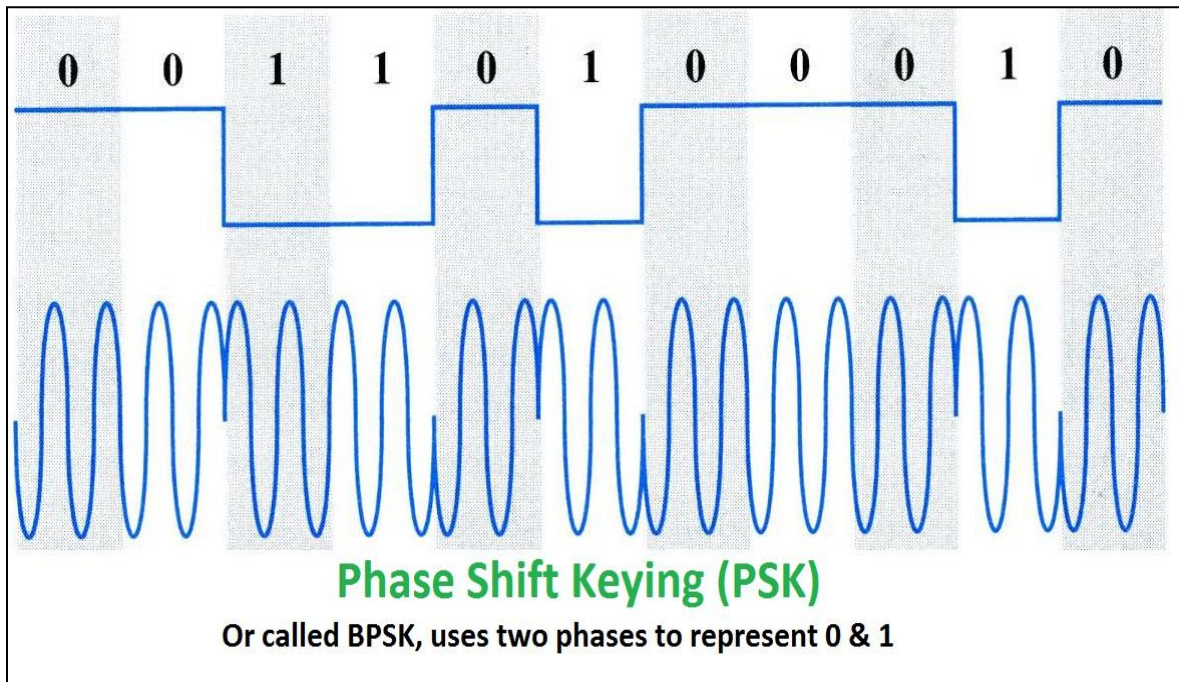 0 0 1 1 0 1 0 0 0 1 0
Phase Shift Keying (PSK)
Or called BPSK, uses two phases to represent 0 & 1